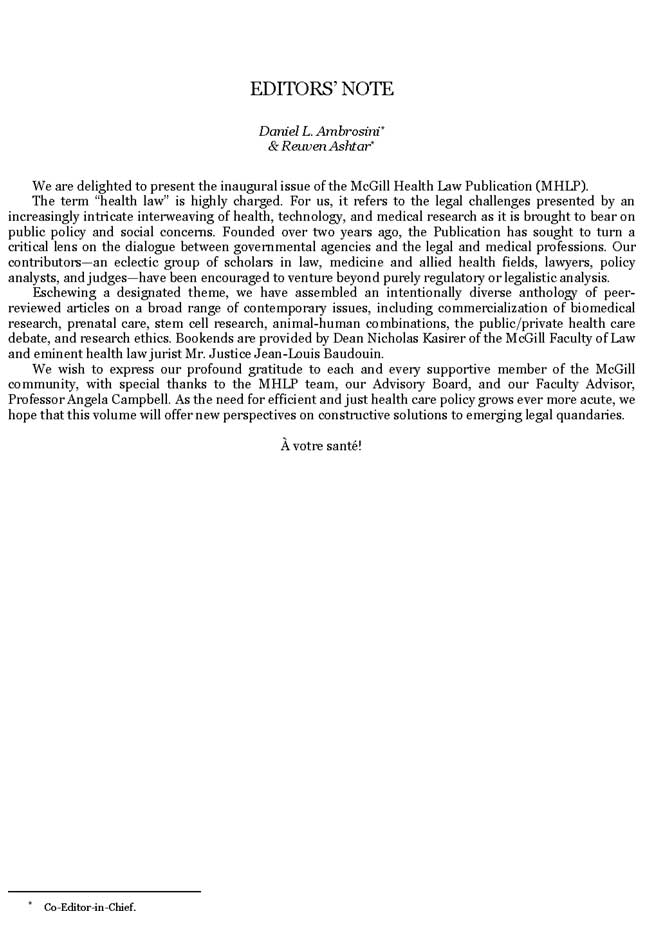 EDITORS’ NOTE
Daniel L. Ambrosini*
& Reuven Ashtar*
We are delighted to present the inaugural issue of the McGill Health Law Publication (MHLP).
The term “health law” is highly charged. For us, it refers to the legal challenges presented by an
increasingly intricate interweaving of health, technology, and medical research as it is brought to bear on
public policy and social concerns. Founded over two years ago, the Publication has sought to turn a
critical lens on the dialogue between governmental agencies and the legal and medical professions. Our
contributors—an eclectic group of scholars in law, medicine and allied health fields, lawyers, policy
analysts, and judges—have been encouraged to venture beyond purely regulatory or legalistic analysis.
Eschewing a designated theme, we have assembled an intentionally diverse anthology of peer-
reviewed articles on a broad range of contemporary issues, including commercialization of biomedical
research, prenatal care, stem cell research, animal-human combinations, the public/private health care
debate, and research ethics. Bookends are provided by Dean Nicholas Kasirer of the McGill Faculty of Law
and eminent health law jurist Mr. Justice Jean-Louis Baudouin.
We wish to express our profound gratitude to each and every supportive member of the McGill
community, with special thanks to the MHLP team, our Advisory Board, and our Faculty Advisor,
Professor Angela Campbell. As the need for efficient and just health care policy grows ever more acute, we
hope that this volume will offer new perspectives on constructive solutions to emerging legal quandaries.
À votre santé!
* Co-Editor-in-Chief.